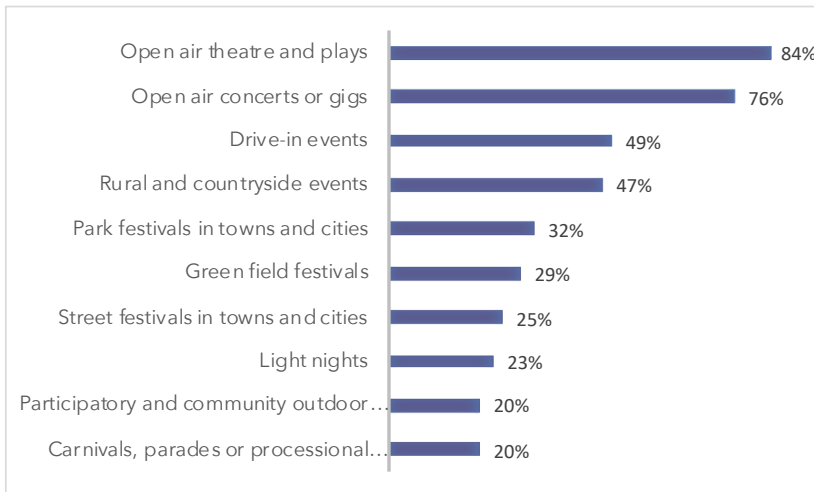 Open air theatre and plays 84%
Open air concerts or gigs 76%
Drive-in events 49%
Rural and countryside events 47%
Park festivals in towns and cities 32%
Green field festivals 29%
Street festivals in towns and cities 25%
Light nights 23%
Participatory and community outdoor… 20%
Carnivals, parades or processional… 20%